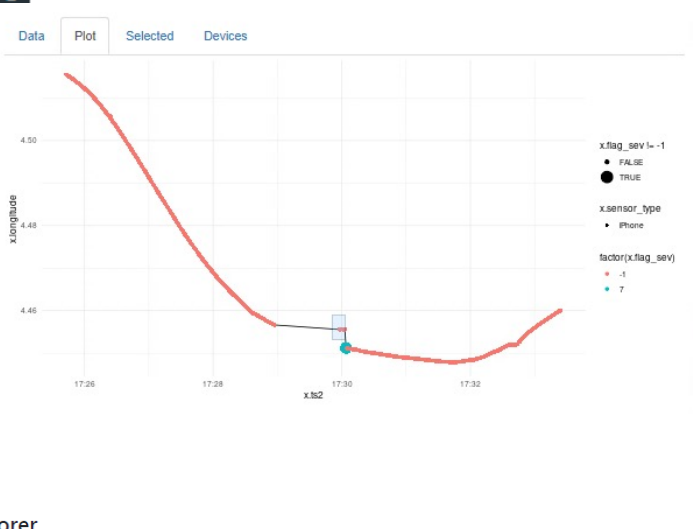 Data Plot Selected Devices
x.longitude
4.50
4.48
4.46
17:26 17:28 17:30 17:32
x.ts2
x.flag_sev != -1
FALSE
TRUE
x.sensor_type
iPhone
factor(x.flag_sev)
-1
7
orer